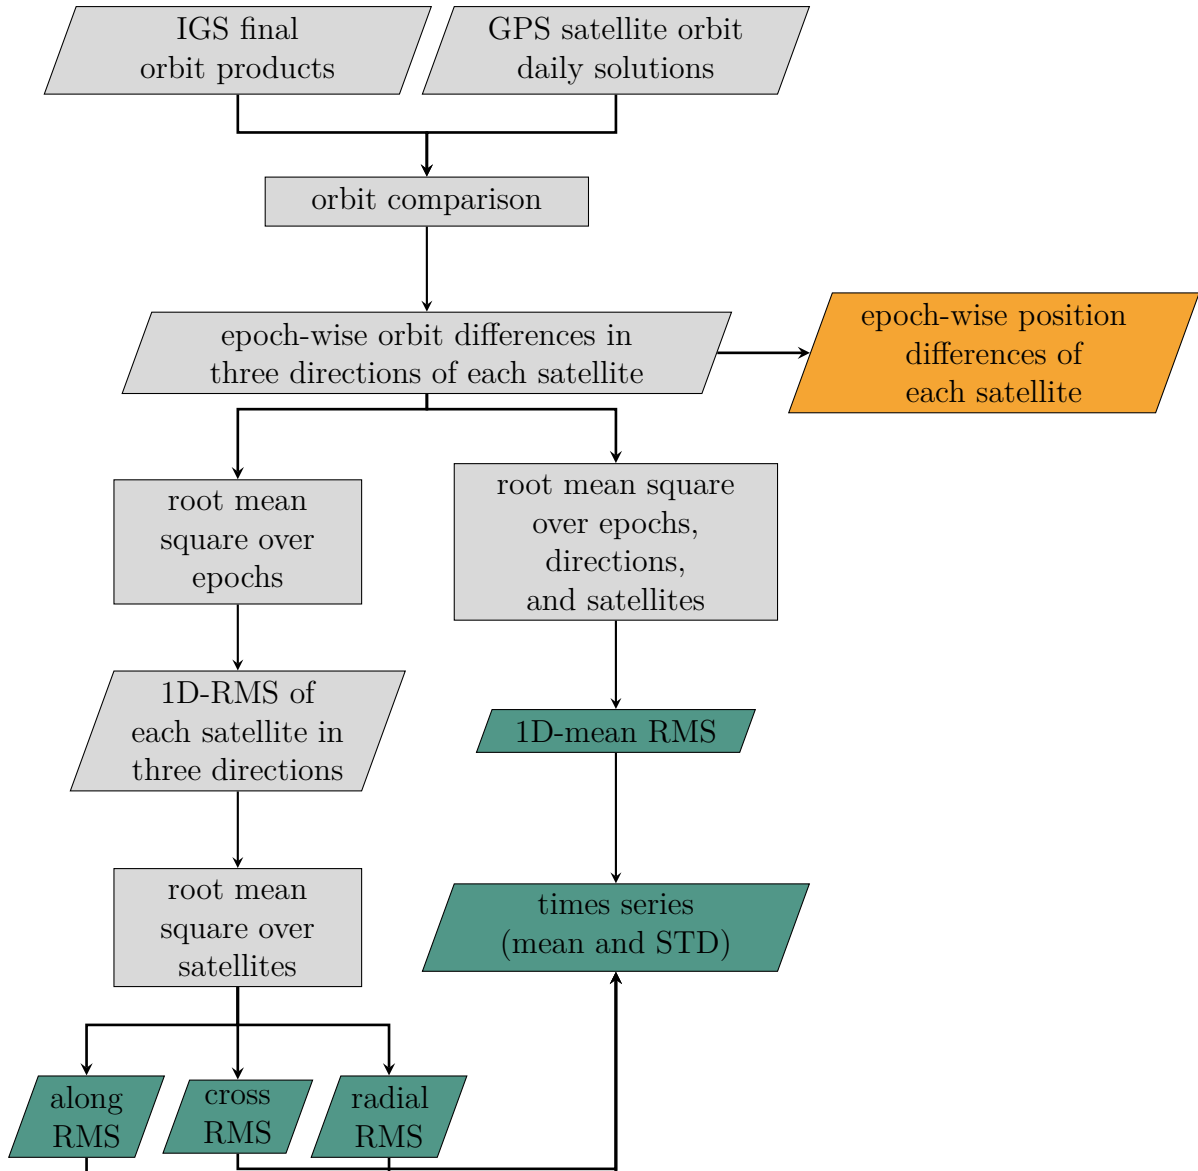 IGS final
orbit products
GPS satellite orbit
daily solutions
orbit comparison
epoch-wise orbit differences in
three directions of each satellite
epoch-wise position
differences of
each satellite
root mean
square over
epochs
root mean square
over epochs,
directions,
and satellites
1D-RMS of
each satellite in
three directions
1D-mean RMS
root mean
square over
satellites
times series
(mean and STD)
along
RMS
cross
RMS
radial
RMS